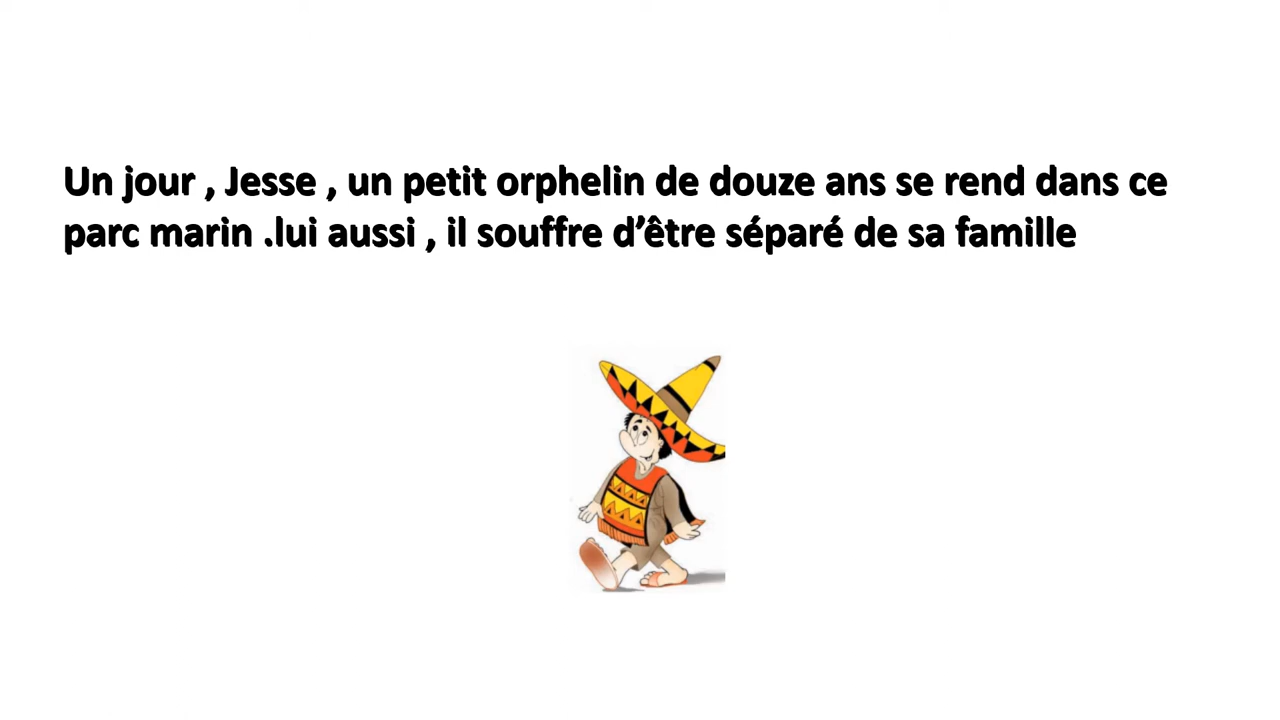 Un jour , Jesse , un petit orphelin de douze ans se rend dans ce
parc marin .lui aussi , il souffre d’être séparé de sa famille